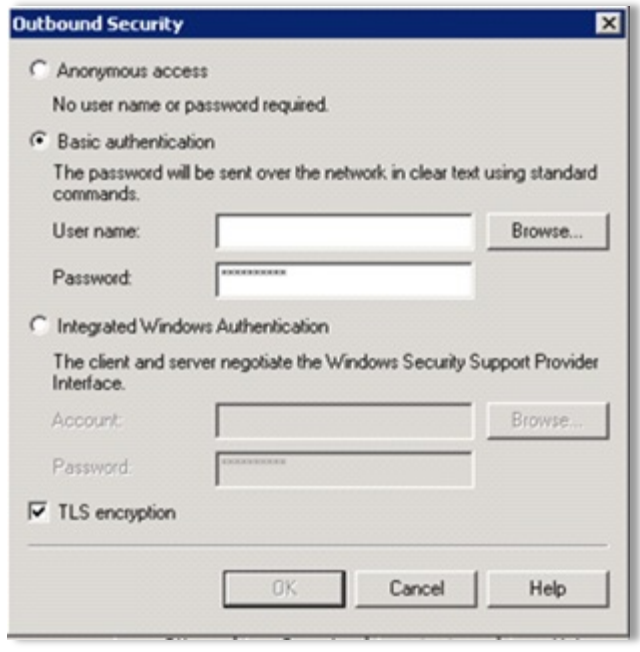 Outbound Security
Anonymous access
No user name or password required.
Basic authentication
The password will be sent over the network in clear text using standard
commands.
User name:
Browse...
Password:
**********
Integrated Windows Authentication
The client and server negotiate the Windows Security Support Provider
Interface.
Account:
Browse...
Password:
**********
TLS encryption
OK
Cancel
Help